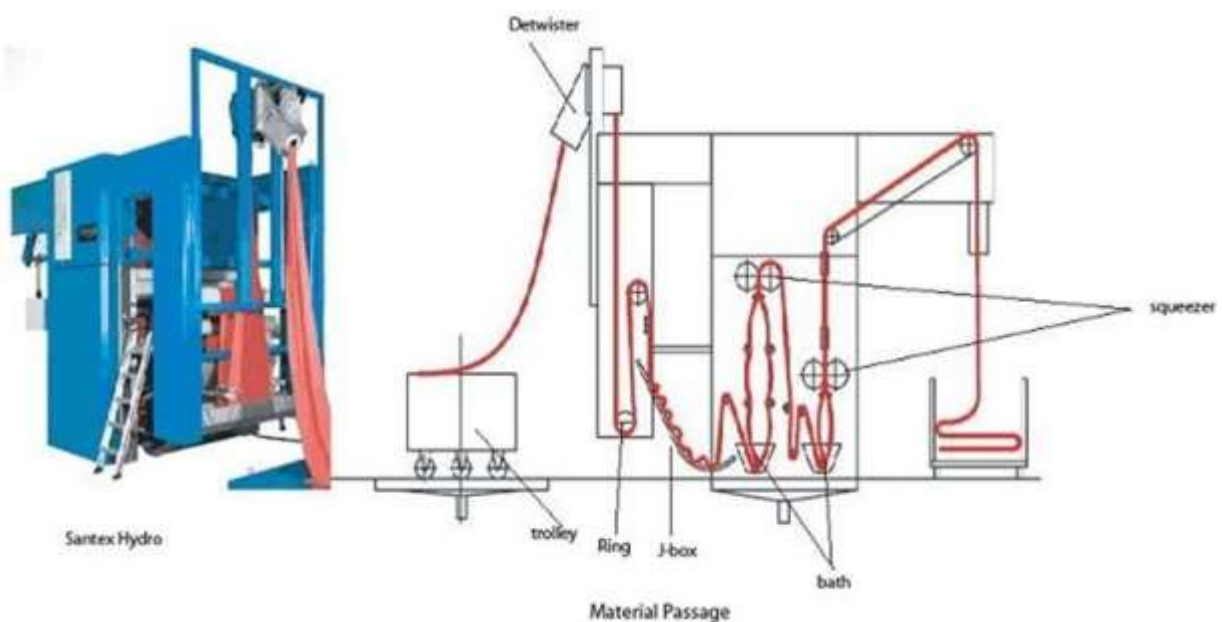 Detwister
squeezer
trolley
Ring
J-box
bath
Santex Hydro
Material Passage